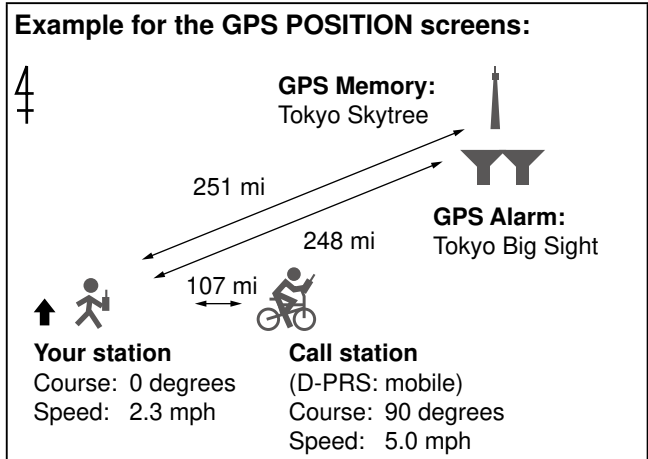 Example for the GPS POSITION screens:
GPS Memory:
Tokyo Skytree
251 mi
GPS Alarm:
Tokyo Big Sight
248 mi
107 mi
Your station
Course: 0 degrees
Speed: 2.3 mph
Call station
(D-PRS: mobile)
Course: 90 degrees
Speed: 5.0 mph